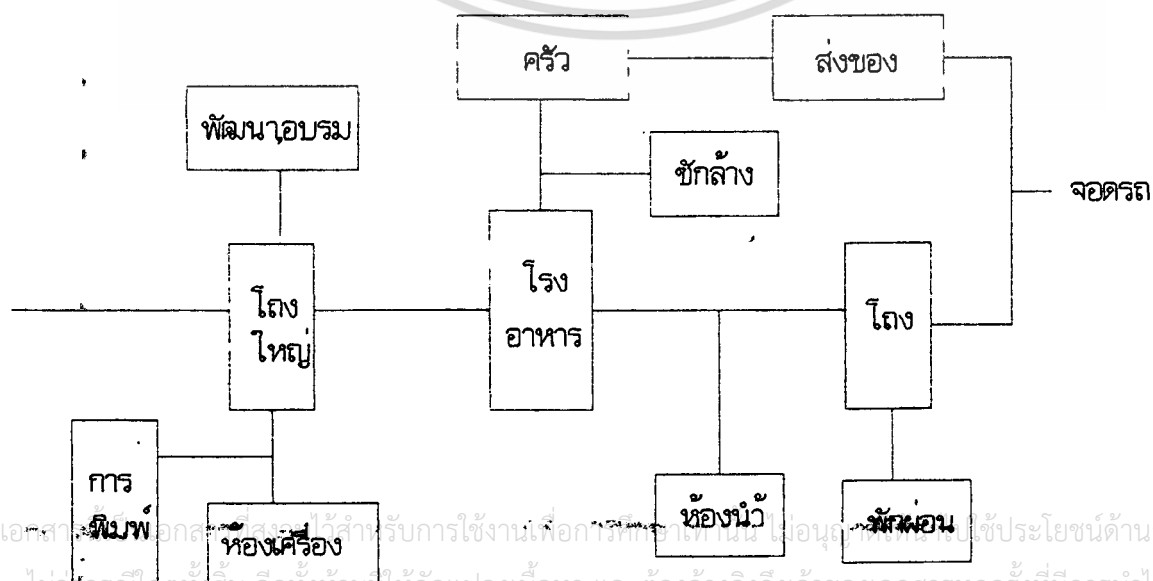 ครัว
ส่งของ
พัฒนาอบรม
ซักล้าง
จอดรถ
โถง
ใหญ่
โรง
อาหาร
โถง
การ
พิมพ์
ห้องเครื่อง
ห้องน้ำ
พักผ่อน